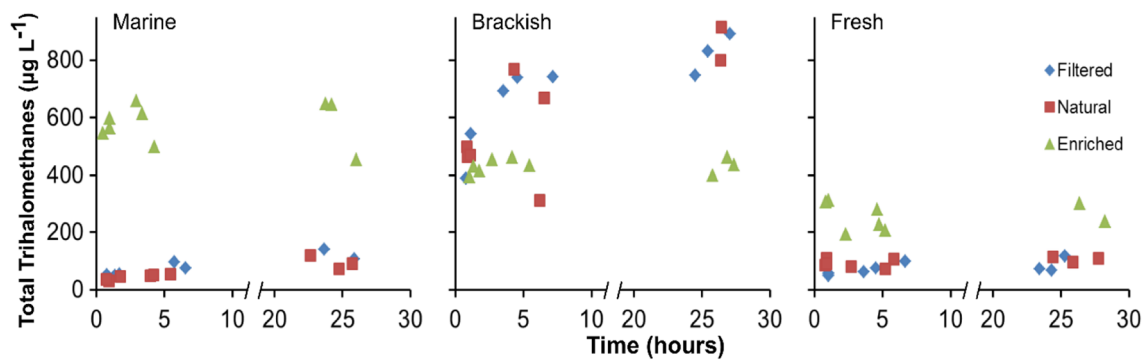 Marine
Brackish
Fresh
Total Trihalomethanes (µg L⁻¹)
800
600
400
200
0
Filtered
Natural
Enriched
0 5 10 20 25 30
0 5 10 20 25 30
0 5 10 20 25 30
Time (hours)